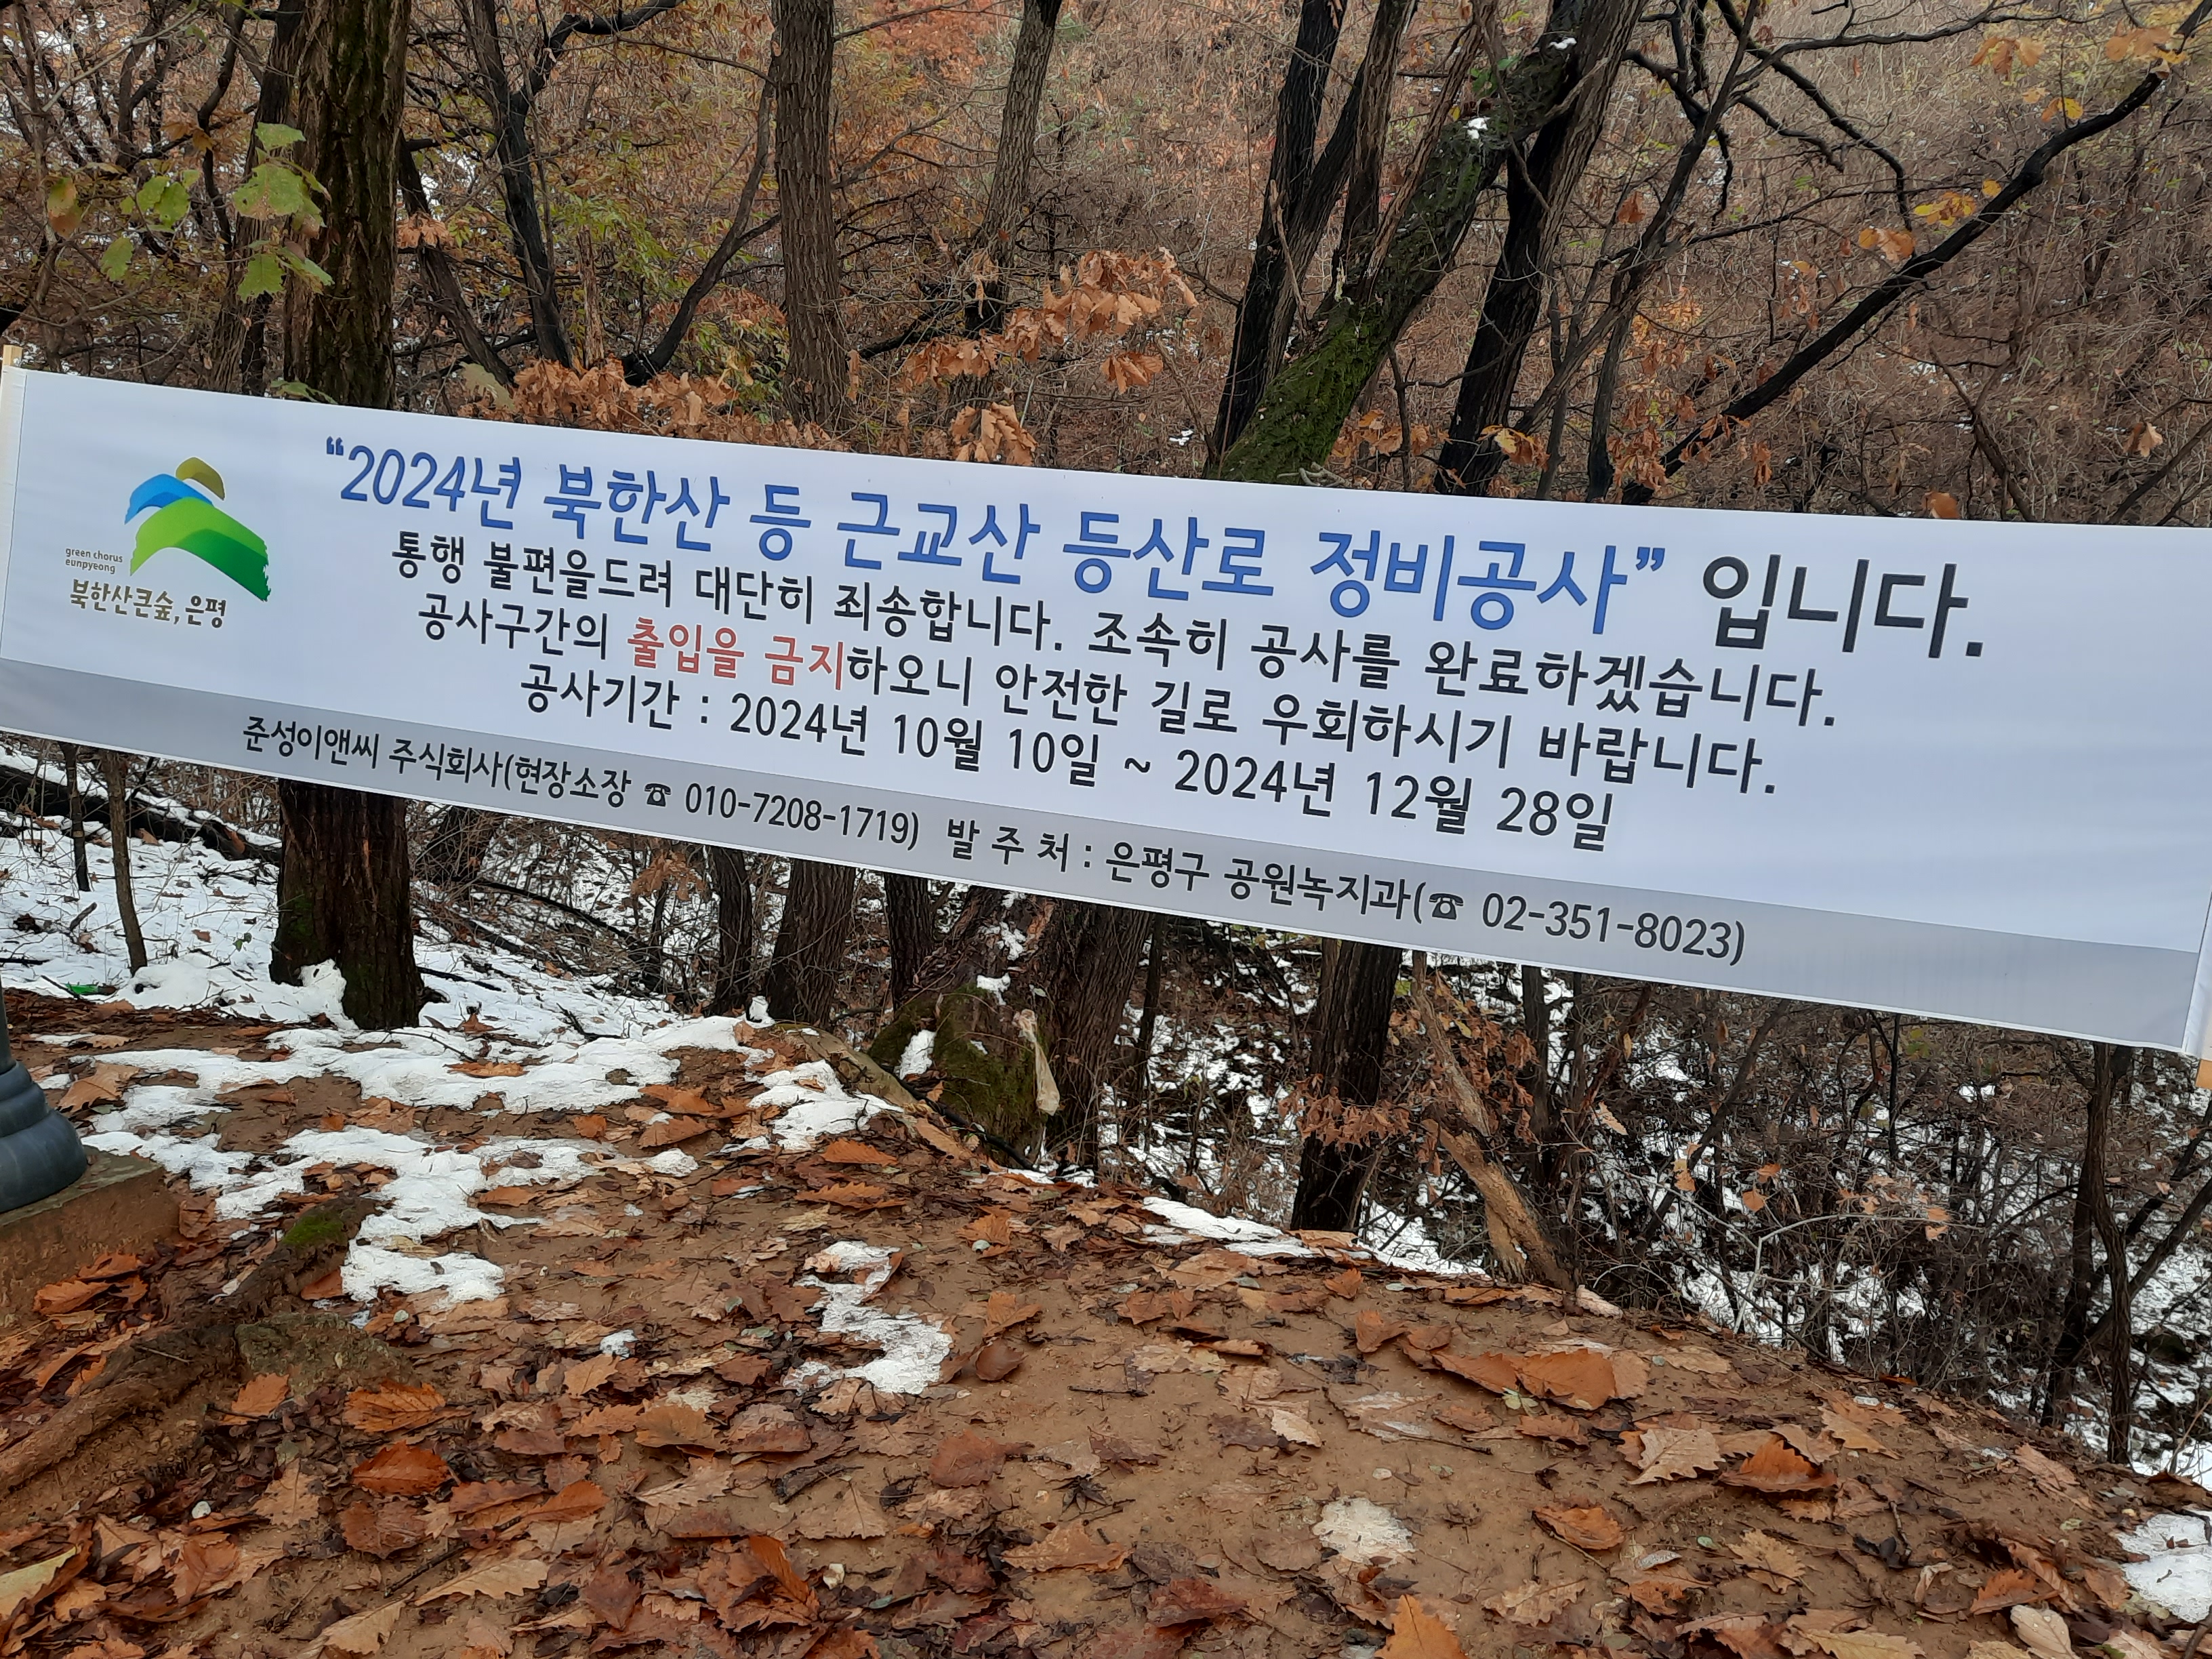 green chorus
eunpyeong
북한산큰숲, 은평
“2024년 북한산 등 근교산 등산로 정비공사” 입니다.
통행 불편을드려 대단히 죄송합니다. 조속히 공사를 완료하겠습니다.
공사구간의 출입을 금지하오니 안전한 길로 우회하시기 바랍니다.
공사기간 : 2024년 10월 10일 ~ 2024년 12월 28일
준성이앤씨 주식회사(현장소장 ☎ 010-7208-1719) 발 주 처 : 은평구 공원녹지과(☎ 02-351-8023)